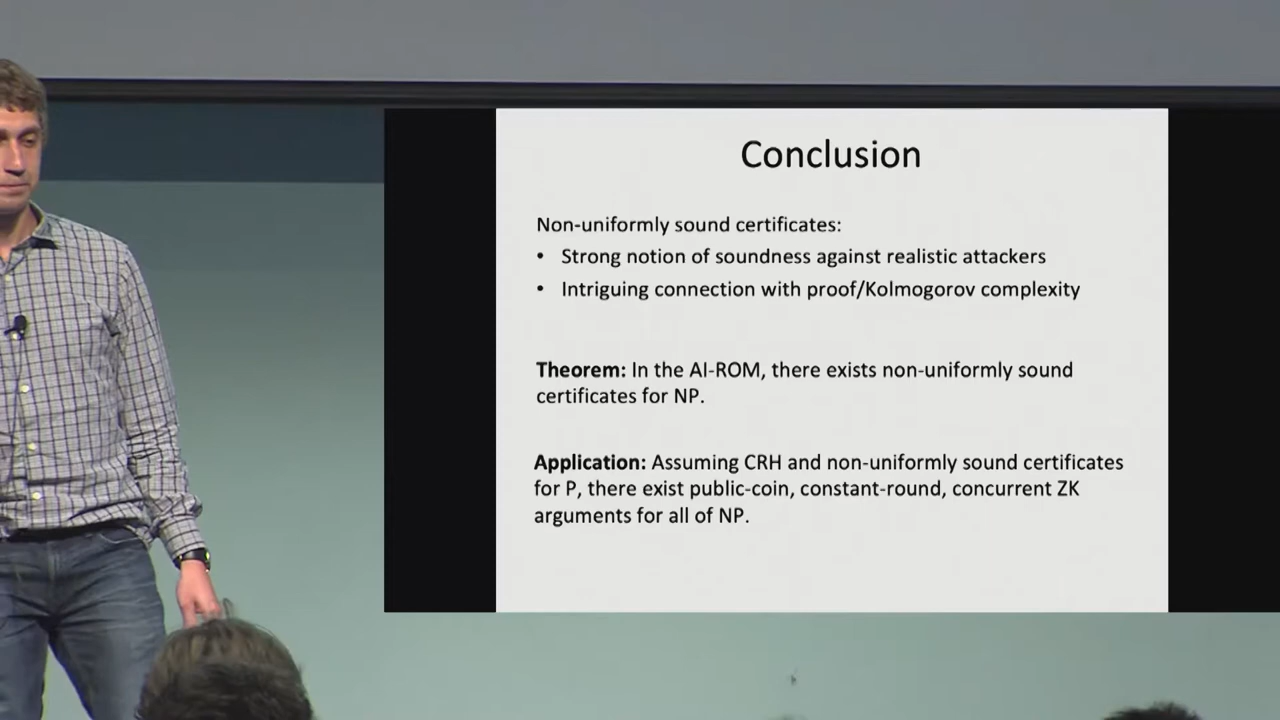 Conclusion
Non-uniformly sound certificates:
• Strong notion of soundness against realistic attackers
• Intriguing connection with proof/Kolmogorov complexity
Theorem: In the AI-ROM, there exists non-uniformly sound
certificates for NP.
Application: Assuming CRH and non-uniformly sound certificates
for P, there exist public-coin, constant-round, concurrent ZK
arguments for all of NP.